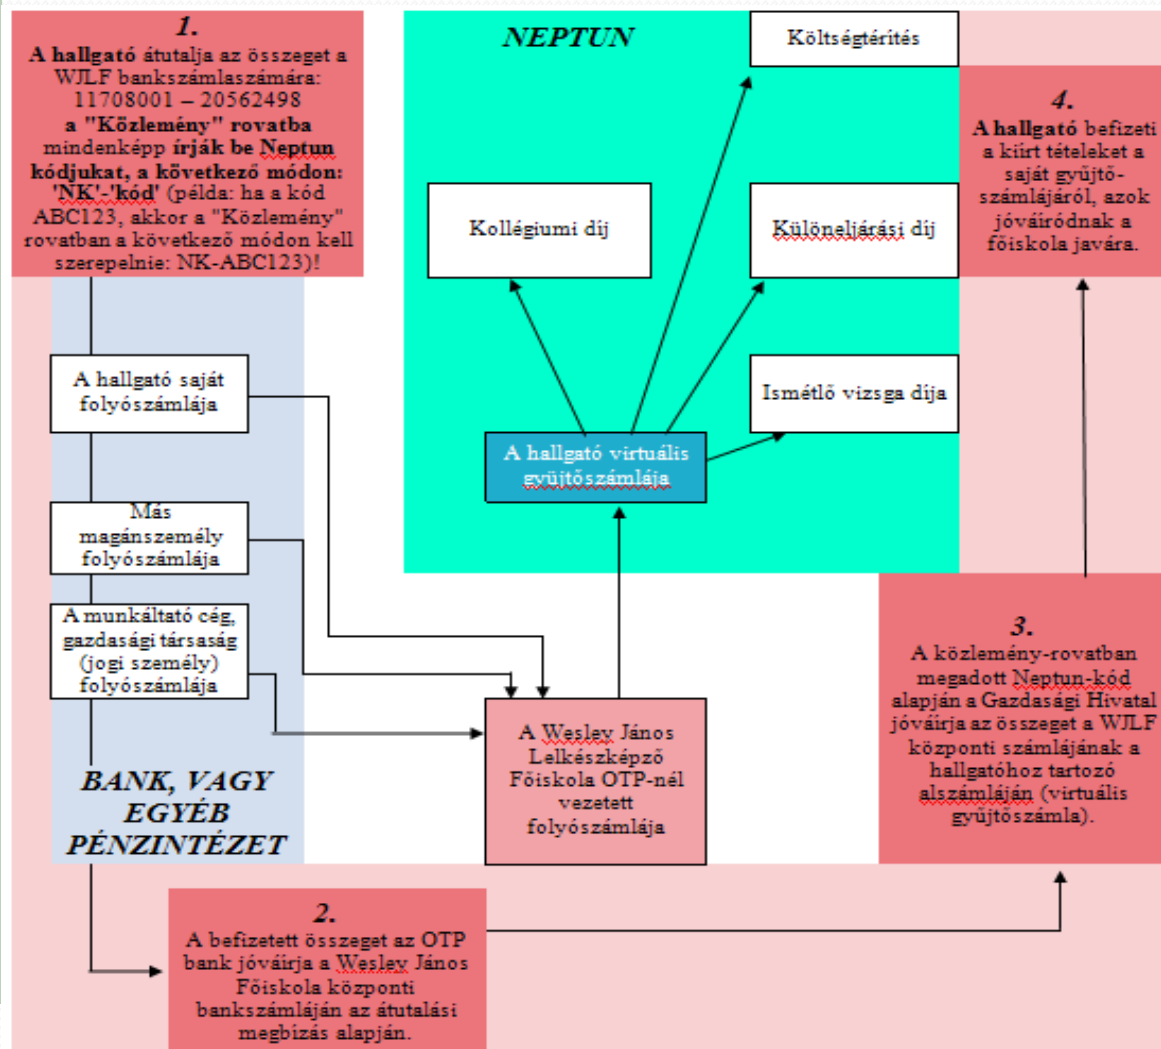 1.
A hallgató átutalja az összeget a
WJLF bankszámlaszámára:
11708001 – 20562498
a "Közlemény" rovatba
mindenképp írják be Neptun
kódjukat, a következő módon:
'NK'-'kód' (példa: ha a kód
ABC123, akkor a "Közlemény"
rovatban a következő módon kell
szerepelnie: NK-ABC123)!
A hallgató saját
folyószámlája
Más
magánszemély
folyószámlája
A munkáltató cég,
gazdasági társaság
(jogi személy)
folyószámlája
BANK, VAGY
EGYÉB
PÉNZINTÉZET
2.
A befizetett összeget az OTP
bank jóváírja a Wesley János
Főiskola központi
bankszámláján az átutalási
megbízás alapján.
NEPTUN
Költségtérítés
Kollégiumi díj
Különeljárási díj
Ismétlő vizsga díja
A hallgató virtuális
gyüjtőszámlája
A Wesley János
Lelkészképző
Főiskola OTP-nél
vezetett
folyószámlája
3.
A közlemény-rovatban
megadott Neptun-kód
alapján a Gazdasági Hivatal
jóváírja az összeget a WJLF
központi számlájának a
hallgatóhoz tartozó
alszámláján (virtuális
gyűjtőszámla).
4.
A hallgató befizeti
a kiírt tételeket a
saját gyűjtő-
számlájáról, azok
jóváíródnak a
főiskola javára.